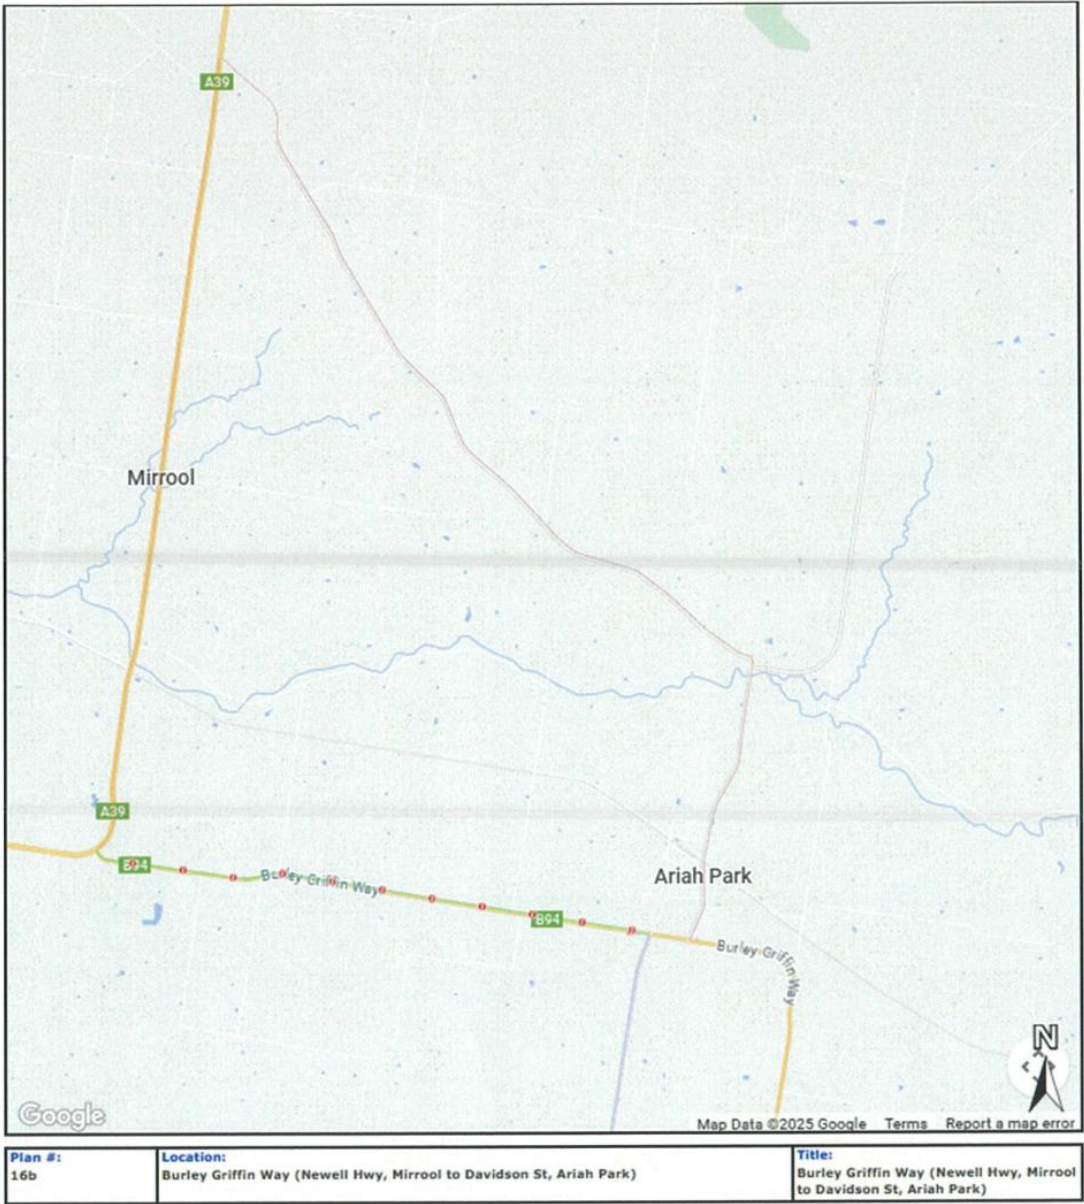 A39
Mirrool
A39
B94
Burley Griffin Way
B94
Ariah Park
Burley Griffin Way
N
Google
Map Data ©2025 Google Terms Report a map error
Plan #:
16b
Location:
Burley Griffin Way (Newell Hwy, Mirrool to Davidson St, Ariah Park)
Title:
Burley Griffin Way (Newell Hwy, Mirrool
to Davidson St, Ariah Park)